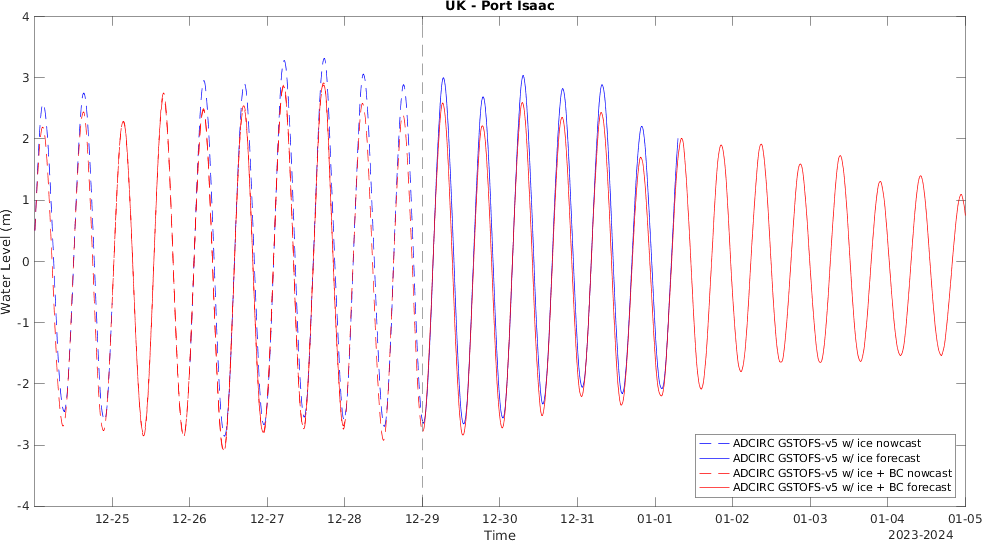 UK - Port Isaac
4
3
2
1
0
-1
-2
-3
-4
Water Level (m)
ADCIRC GSTOFS-v5 w/ ice nowcast
ADCIRC GSTOFS-v5 w/ ice forecast
ADCIRC GSTOFS-v5 w/ ice + BC nowcast
ADCIRC GSTOFS-v5 w/ ice + BC forecast
12-25 12-26 12-27 12-28 12-29 12-30 12-31 01-01 01-02 01-03 01-04 01-05
Time
2023-2024